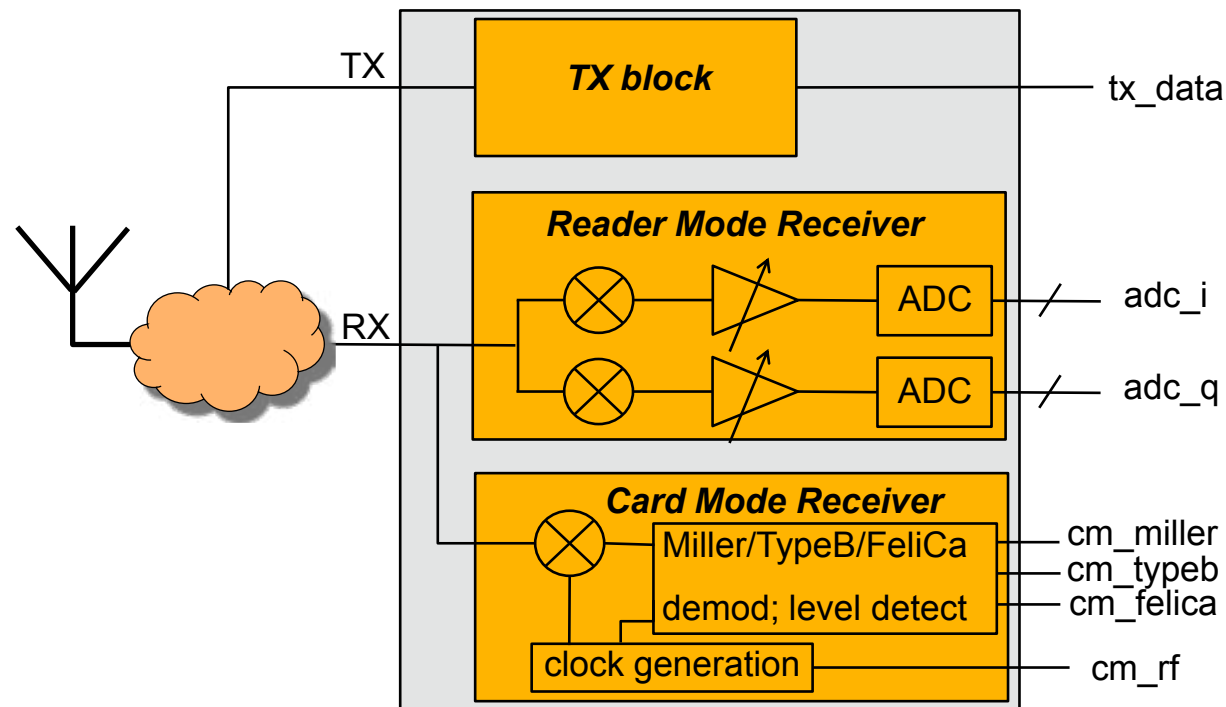 TX
TX block
tx_data
Reader Mode Receiver
ADC
adc_i
RX
ADC
adc_q
Card Mode Receiver
Miller/TypeB/FeliCa
cm_miller
cm_typeb
demod; level detect
cm_felica
clock generation
cm_rf